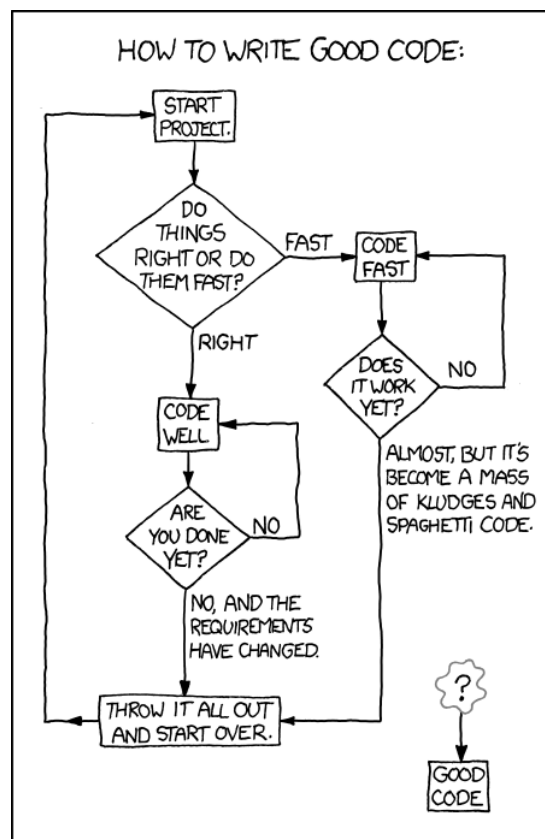 HOW TO WRITE GOOD CODE:
START
PROJECT.
DO
THINGS
RIGHT OR DO
THEM FAST?
FAST
CODE
FAST
RIGHT
DOES
IT WORK
YET?
NO
CODE
WELL
ALMOST, BUT IT'S
BECOME A MASS
OF KLUDGES AND
SPAGHETTI CODE.
ARE
YOU DONE
YET?
NO
NO, AND THE
REQUIREMENTS
HAVE CHANGED.
THROW IT ALL OUT
AND START OVER.
?
GOOD
CODE